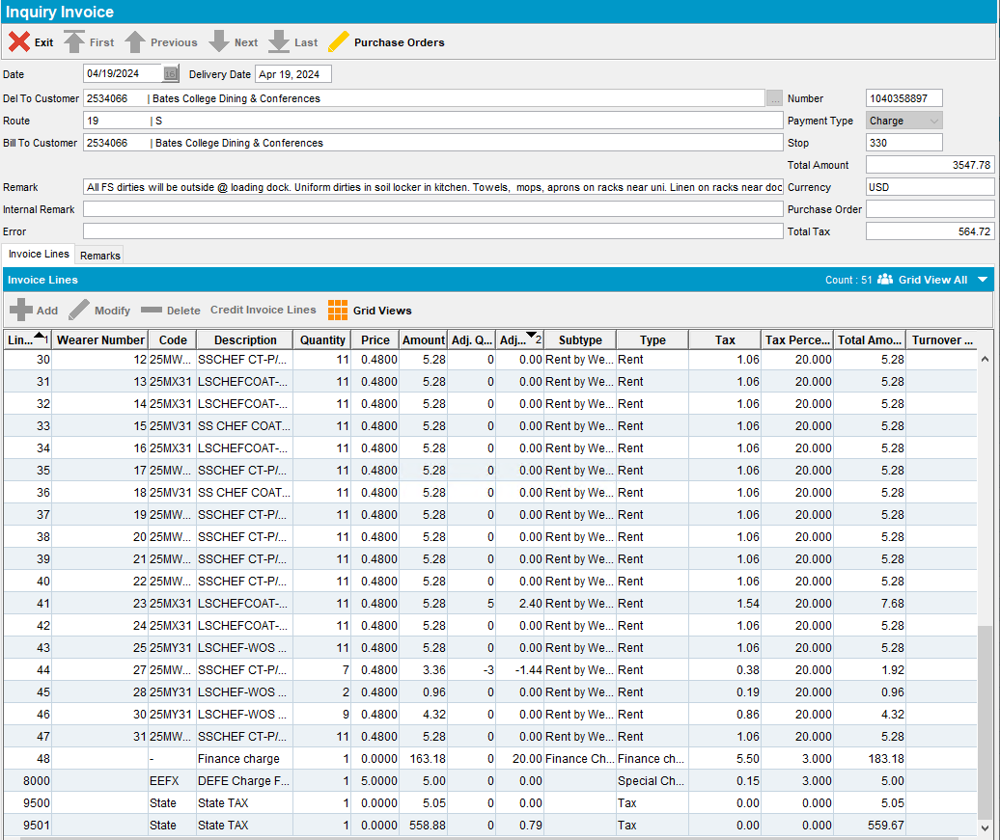 Inquiry Invoice
Exit First Previous Next Last Purchase Orders
Date 04/19/2024 16 Delivery Date Apr 19, 2024
Del To Customer 2534066 | Bates College Dining & Conferences ... Number 1040358897
Route 19 | S Payment Type Charge
Bill To Customer 2534066 | Bates College Dining & Conferences Stop 330
Total Amount 3547.78
Remark All FS dirties will be outside @ loading dock. Uniform dirties in soil locker in kitchen. Towels, mops, aprons on racks near uni. Linen on racks near doc Currency USD
Internal Remark Purchase Order
Error Total Tax 564.72
Invoice Lines Remarks
Invoice Lines Count : 51 Grid View All
Add Modify Delete Credit Invoice Lines Grid Views
Lin... 1 Wearer Number Code Description Quantity Price Amount Adj. Q... Adj... 2 Subtype Type Tax Tax Perce... Total Amo... Turnover ...
30 12 25MW... SSCHEF CT-P/... 11 0.4800 5.28 0 0.00 Rent by We... Rent 1.06 20.000 5.28
31 13 25MX31 LSCHEFCOAT-... 11 0.4800 5.28 0 0.00 Rent by We... Rent 1.06 20.000 5.28
32 14 25MX31 LSCHEFCOAT-... 11 0.4800 5.28 0 0.00 Rent by We... Rent 1.06 20.000 5.28
33 15 25MV31 SS CHEF COAT... 11 0.4800 5.28 0 0.00 Rent by We... Rent 1.06 20.000 5.28
34 16 25MX31 LSCHEFCOAT-... 11 0.4800 5.28 0 0.00 Rent by We... Rent 1.06 20.000 5.28
35 17 25MW... SSCHEF CT-P/... 11 0.4800 5.28 0 0.00 Rent by We... Rent 1.06 20.000 5.28
36 18 25MV31 SS CHEF COAT... 11 0.4800 5.28 0 0.00 Rent by We... Rent 1.06 20.000 5.28
37 19 25MW... SSCHEF CT-P/... 11 0.4800 5.28 0 0.00 Rent by We... Rent 1.06 20.000 5.28
38 20 25MW... SSCHEF CT-P/... 11 0.4800 5.28 0 0.00 Rent by We... Rent 1.06 20.000 5.28
39 21 25MW... SSCHEF CT-P/... 11 0.4800 5.28 0 0.00 Rent by We... Rent 1.06 20.000 5.28
40 22 25MW... SSCHEF CT-P/... 11 0.4800 5.28 0 0.00 Rent by We... Rent 1.06 20.000 5.28
41 23 25MX31 LSCHEFCOAT-... 11 0.4800 5.28 5 2.40 Rent by We... Rent 1.54 20.000 7.68
42 24 25MX31 LSCHEFCOAT-... 11 0.4800 5.28 0 0.00 Rent by We... Rent 1.06 20.000 5.28
43 25 25MY31 LSCHEF-WOS ... 11 0.4800 5.28 0 0.00 Rent by We... Rent 1.06 20.000 5.28
44 27 25MW... SSCHEF CT-P/... 7 0.4800 3.36 -3 -1.44 Rent by We... Rent 0.38 20.000 1.92
45 28 25MY31 LSCHEF-WOS ... 2 0.4800 0.96 0 0.00 Rent by We... Rent 0.19 20.000 0.96
46 30 25MY31 LSCHEF-WOS ... 9 0.4800 4.32 0 0.00 Rent by We... Rent 0.86 20.000 4.32
47 31 25MW... SSCHEF CT-P/... 11 0.4800 5.28 0 0.00 Rent by We... Rent 1.06 20.000 5.28
48 - Finance charge 1 0.0000 163.18 0 20.00 Finance Ch... Finance ch... 5.50 3.000 183.18
8000 EEFX DEFE Charge F... 1 5.0000 5.00 0 0.00 Special Ch... 0.15 3.000 5.00
9500 State State TAX 1 0.0000 5.05 0 0.00 Tax 0.00 0.000 5.05
9501 State State TAX 1 0.0000 558.88 0 0.79 Tax 0.00 0.000 559.67